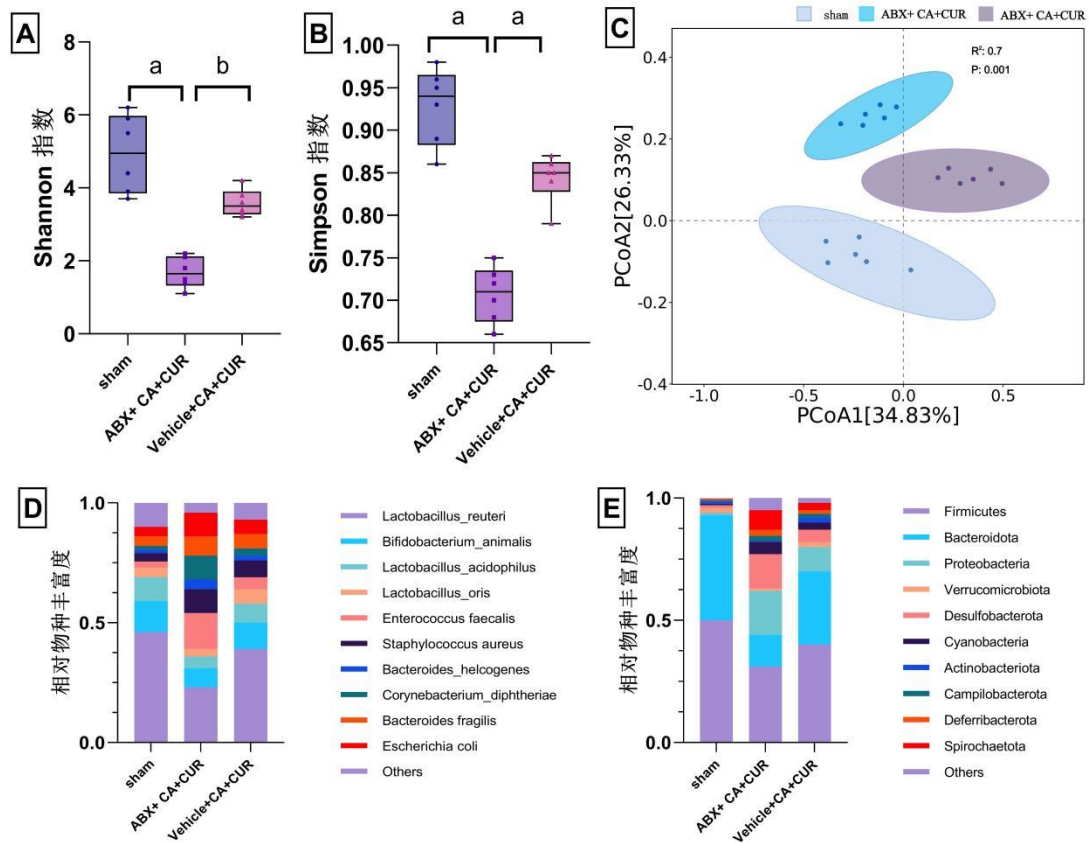 A
Shannon 指数
8
6
4
2
0
a
b
sham
ABX+ CA+CUR
Vehicle+CA+CUR
B
Simpson 指数
1.00
0.95
0.90
0.85
0.80
0.75
0.70
0.65
a
a
sham
ABX+ CA+CUR
Vehicle+CA+CUR
C
sham
ABX+ CA+CUR
ABX+ CA+CUR
R²: 0.7
P: 0.001
PCoA2[26.33%]
0.4
0.2
0.0
-0.2
-0.4
-1.0
-0.5
0.0
0.5
PCoA1[34.83%]
D
相对物种丰富度
1.0
0.5
0.0
sham
ABX+ CA+CUR
Vehicle+CA+CUR
Lactobacillus_reuteri
Bifidobacterium_animalis
Lactobacillus_acidophilus
Lactobacillus_oris
Enterococcus faecalis
Staphylococcus aureus
Bacteroides_helcogenes
Corynebacterium_diphtheriae
Bacteroides fragilis
Escherichia coli
Others
E
相对物种丰富度
1.0
0.5
0.0
sham
ABX+ CA+CUR
Vehicle+CA+CUR
Firmicutes
Bacteroidota
Proteobacteria
Verrucomicrobiota
Desulfobacterota
Cyanobacteria
Actinobacteriota
Campilobacterota
Deferribacterota
Spirochaetota
Others